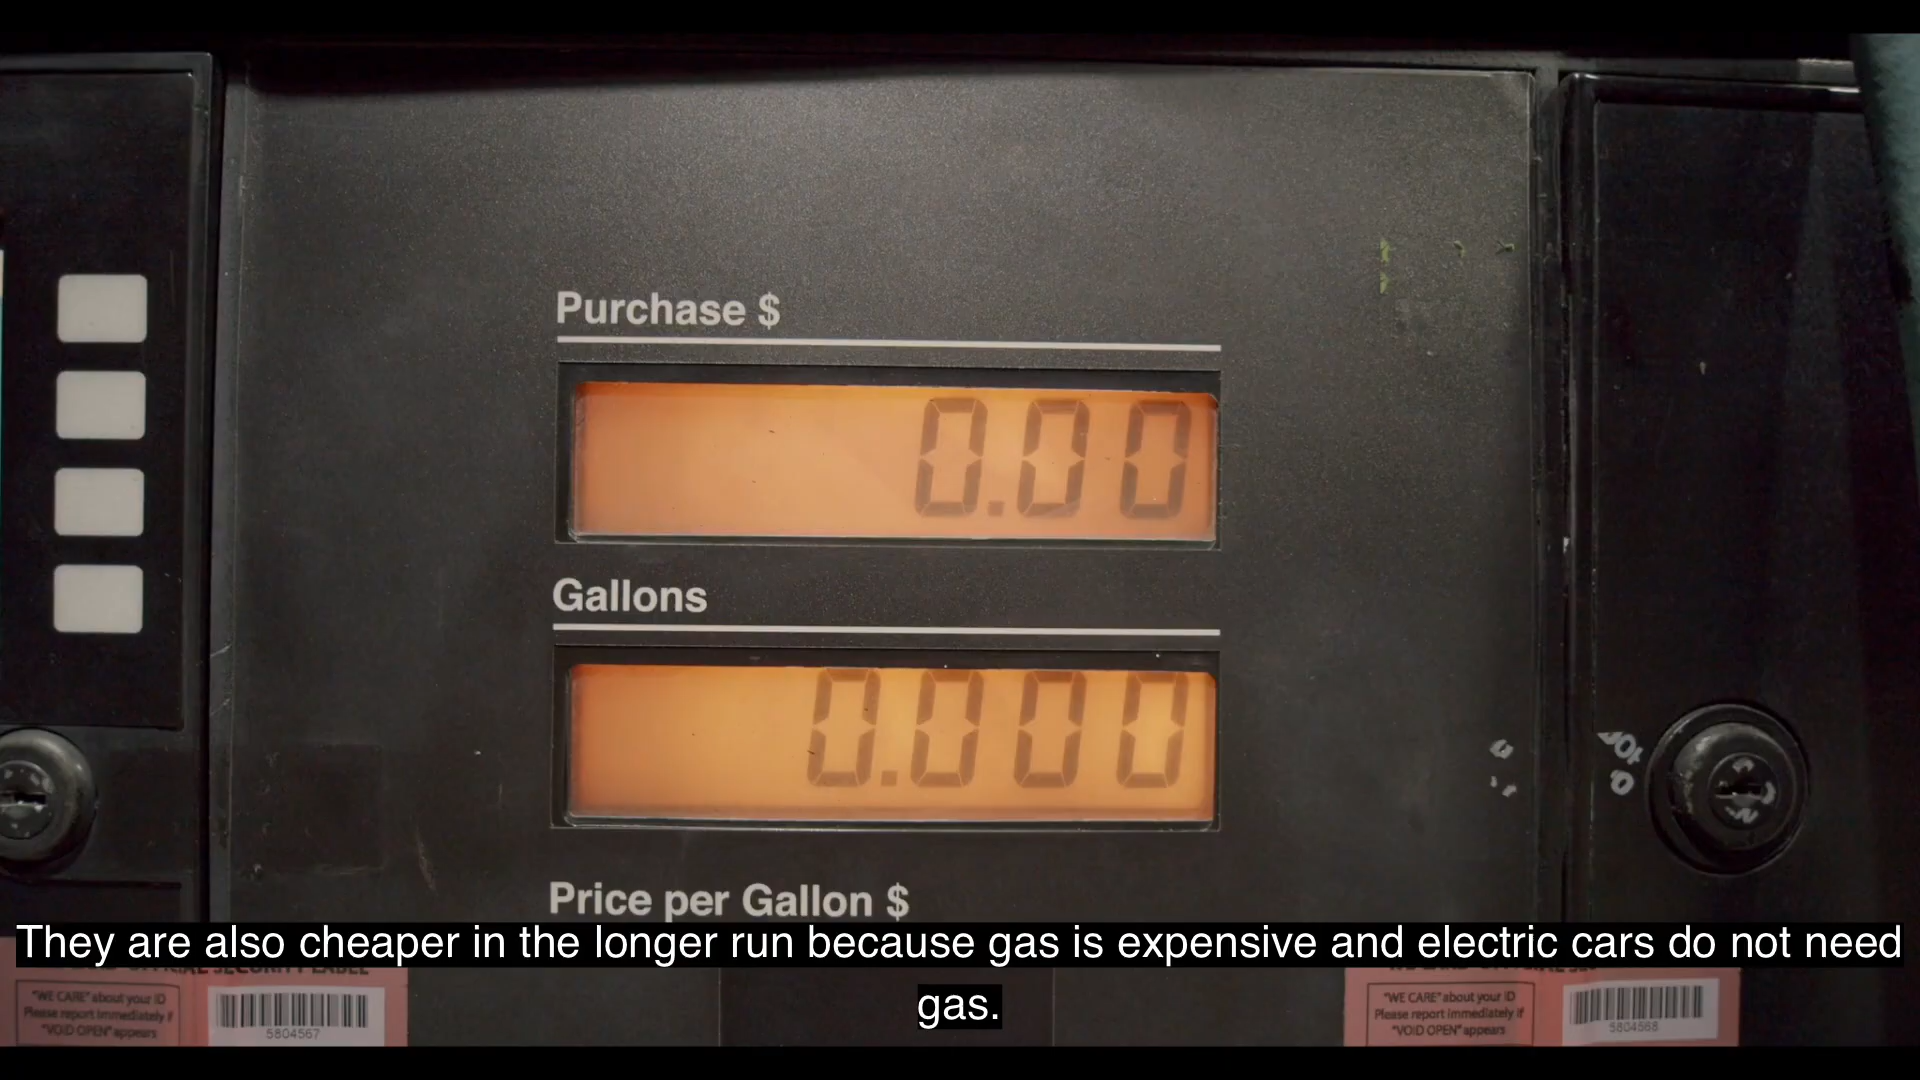 Purchase $
0.00
Gallons
0.000
Price per Gallon $
They are also cheaper in the longer run because gas is expensive and electric cars do not need
gas.
"WE CARE" about your ID
Please report immediately if
"VOID OPEN" appears
5804567
"WE CARE" about your ID
Please report immediately if
"VOID OPEN" appears
5804568